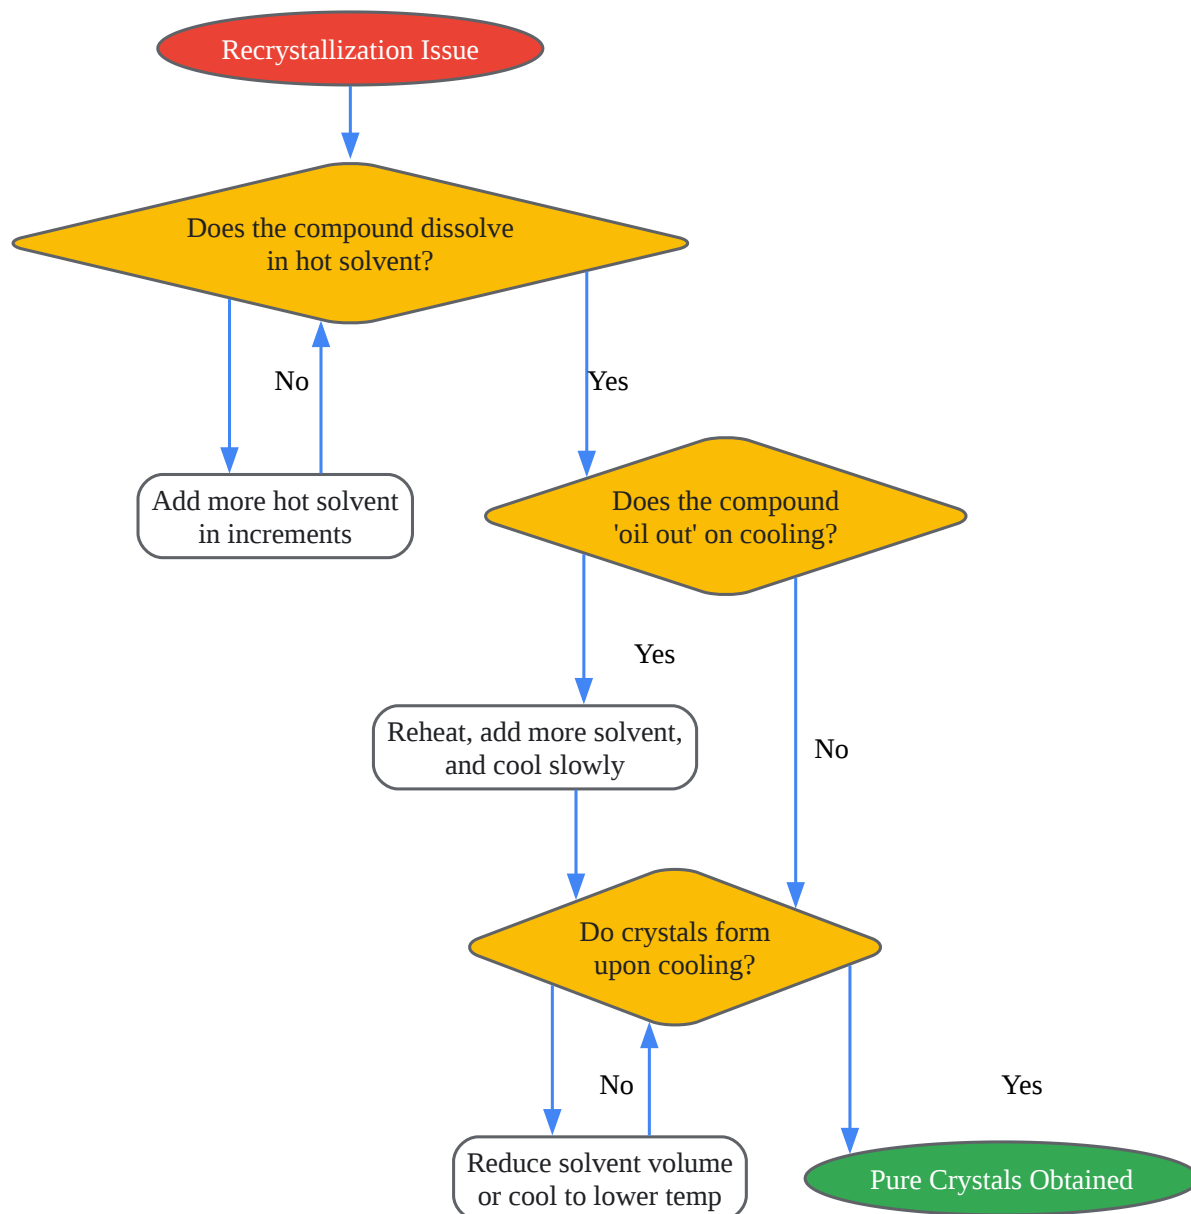 Recrystallization Issue
Does the compound dissolve
in hot solvent?
No
Yes
Add more hot solvent
in increments
Does the compound
'oil out' on cooling?
Yes
Reheat, add more solvent,
and cool slowly
No
Do crystals form
upon cooling?
No
Yes
Reduce solvent volume
or cool to lower temp
Pure Crystals Obtained